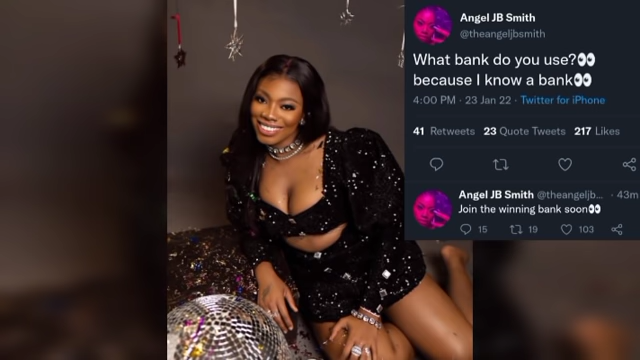 Angel JB Smith
@theangeljbsmith
What bank do you use?👀
because I know a bank👀
4:00 PM · 23 Jan 22 · Twitter for iPhone
41 Retweets 23 Quote Tweets 217 Likes
Angel JB Smith @theangeljb... · 43m
Join the winning bank soon👀
15 19 103